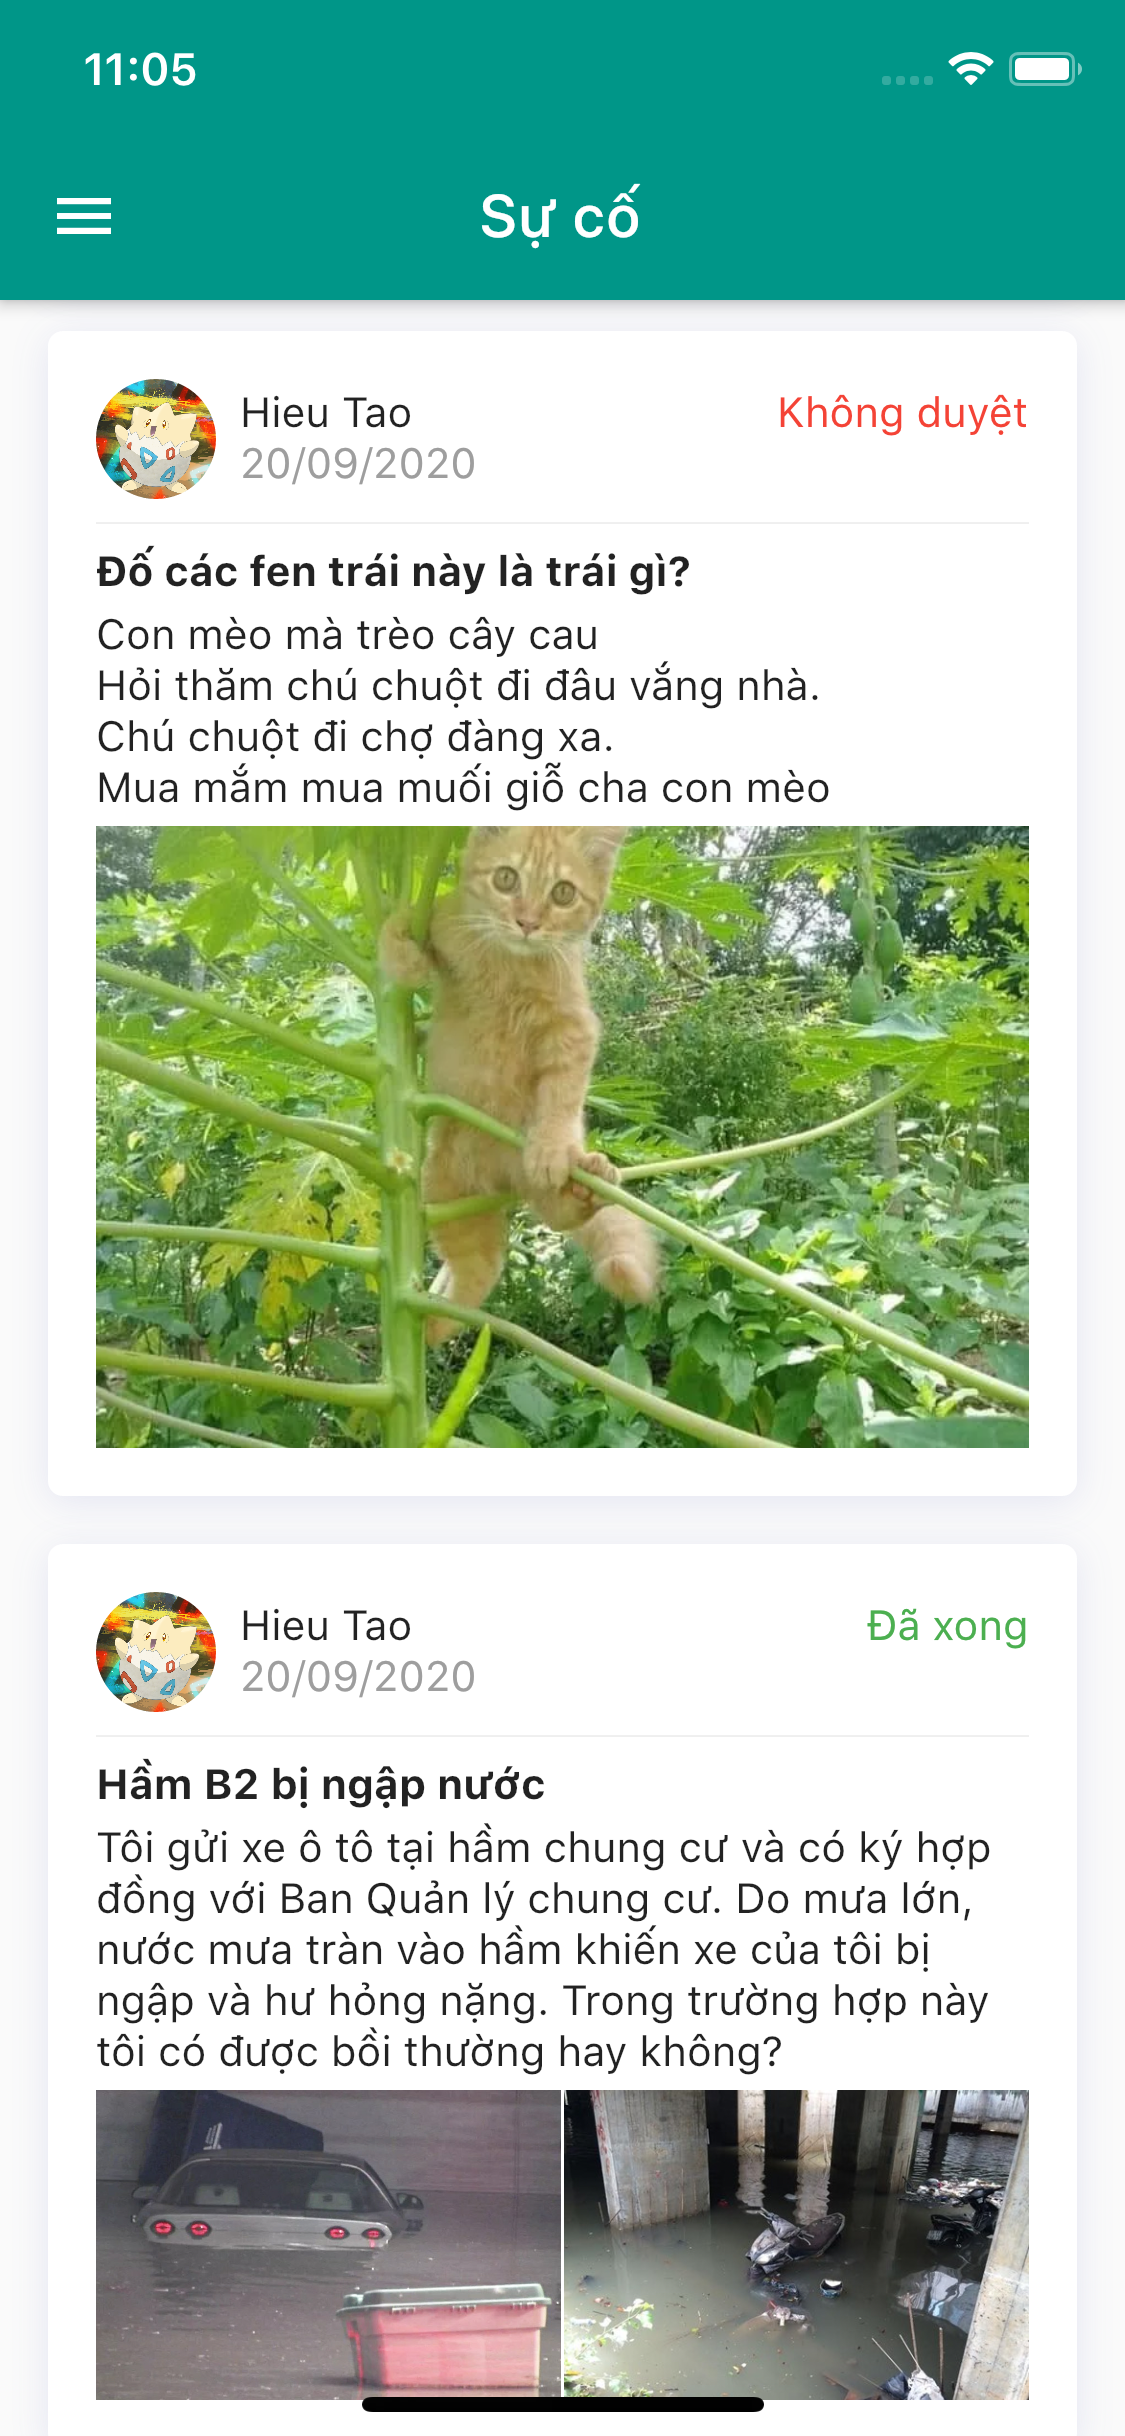 11:05
Sự cố
Hieu Tao
Không duyệt
20/09/2020
Đố các fen trái này là trái gì?
Con mèo mà trèo cây cau
Hỏi thăm chú chuột đi đâu vắng nhà.
Chú chuột đi chợ đàng xa.
Mua mắm mua muối giỗ cha con mèo
Hieu Tao
Đã xong
20/09/2020
Hầm B2 bị ngập nước
Tôi gửi xe ô tô tại hầm chung cư và có ký hợp
đồng với Ban Quản lý chung cư. Do mưa lớn,
nước mưa tràn vào hầm khiến xe của tôi bị
ngập và hư hỏng nặng. Trong trường hợp này
tôi có được bồi thường hay không?